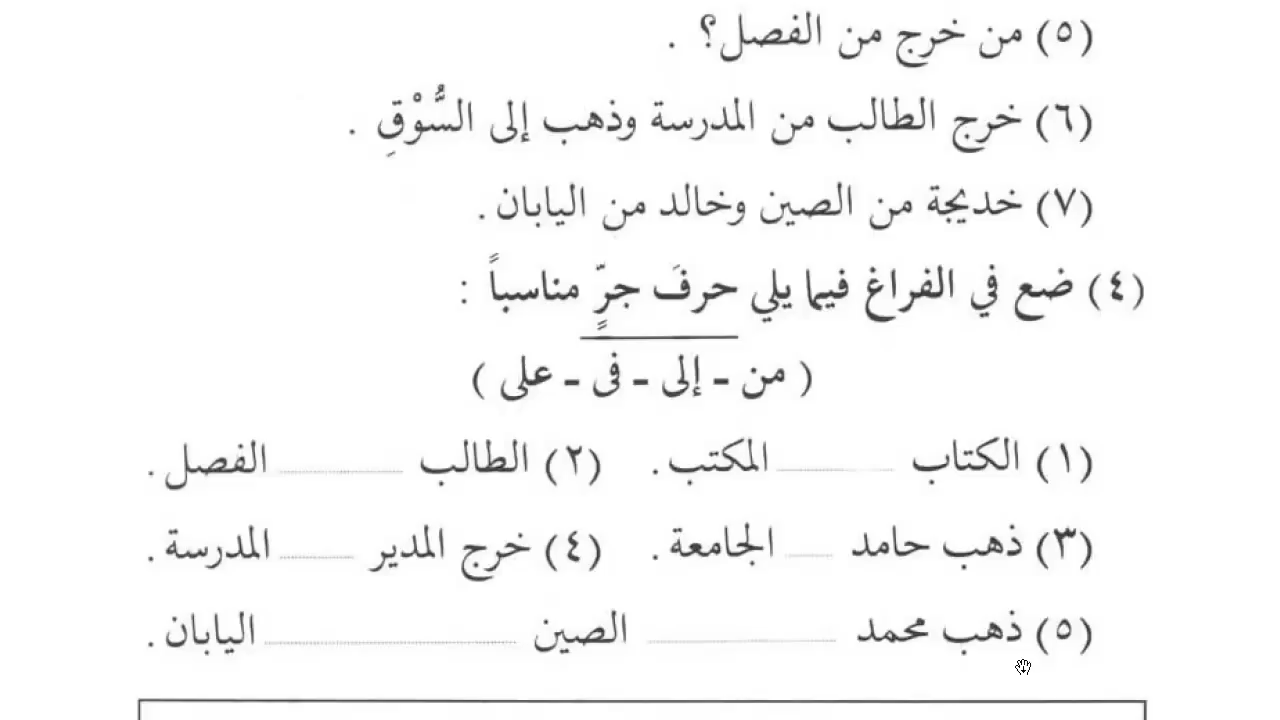 (٥) من خرج من الفصل؟ .
(٦) خرج الطالب من المدرسة وذهب إلى السُّوْقِ .
(٧) خديجة من الصين وخالد من اليابان.
(٤) ضع في الفراغ فيما يلي حرفَ جرٍّ مناسباً :
( من - إلى - فى - على )
(١) الكتاب ........ المكتب. (٢) الطالب ........ الفصل .
(٣) ذهب حامد ..... الجامعة. (٤) خرج المدير ....... المدرسة.
(٥) ذهب محمد ............ الصين ................ اليابان.